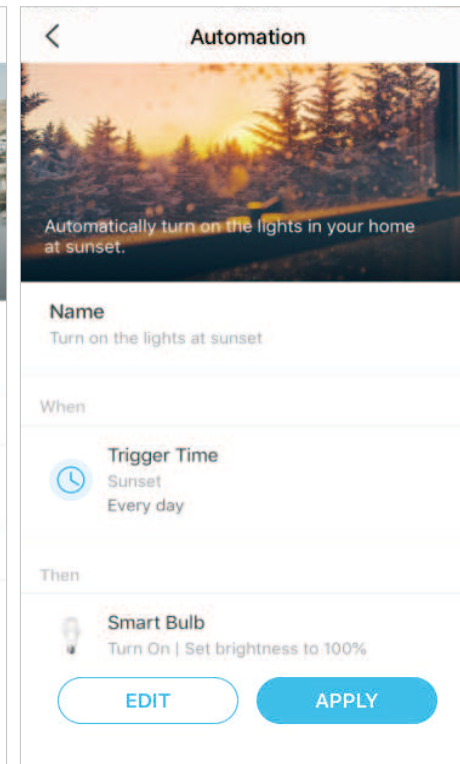 Automation
Automatically turn on the lights in your home
at sunset.
Name
Turn on the lights at sunset
When
Trigger Time
Sunset
Every day
Then
Smart Bulb
Turn On | Set brightness to 100%
EDIT
APPLY